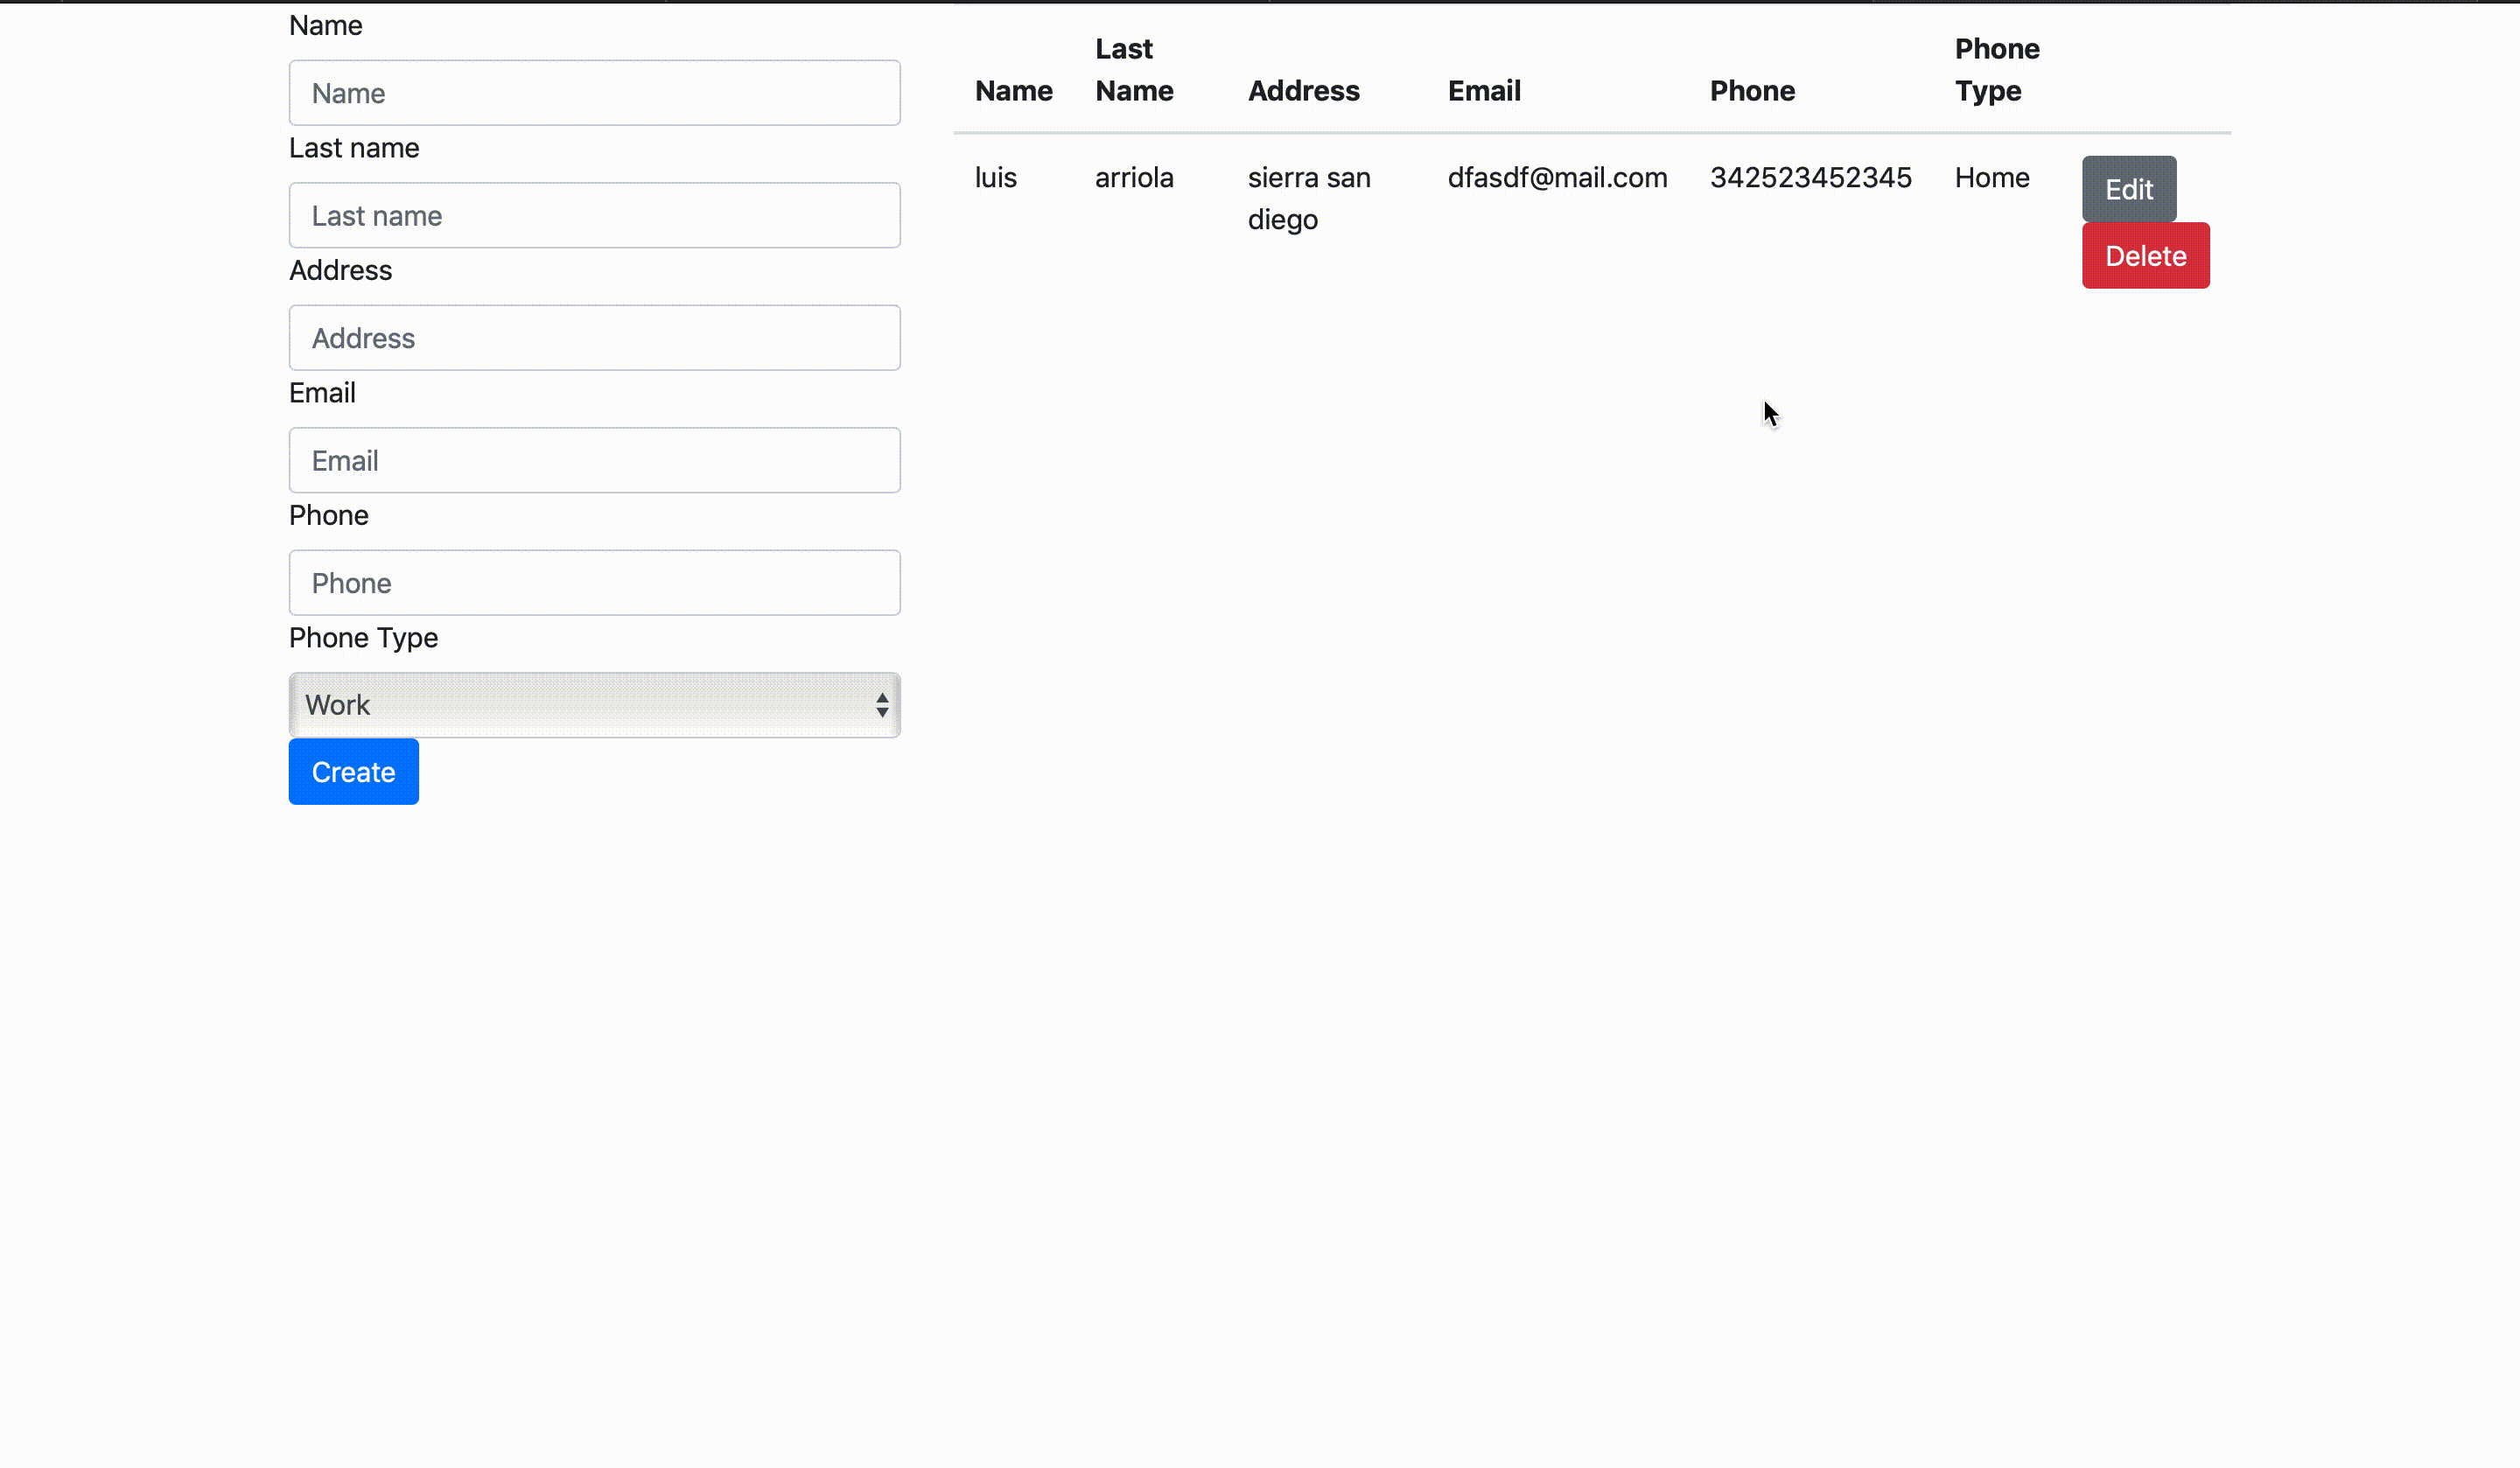 Name
Name
Last name
Last name
Address
Address
Email
Email
Phone
Phone
Phone Type
Work
Create
Name Last Name Address Email Phone Phone Type
luis arriola sierra san diego dfasdf@mail.com 342523452345 Home Edit
Delete